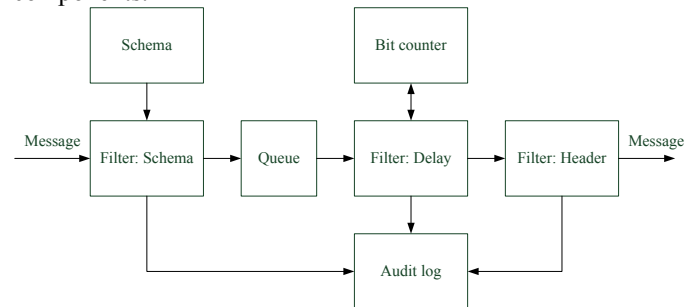 components.
Schema
Bit counter
Message
Filter: Schema
Queue
Filter: Delay
Filter: Header
Message
Audit log